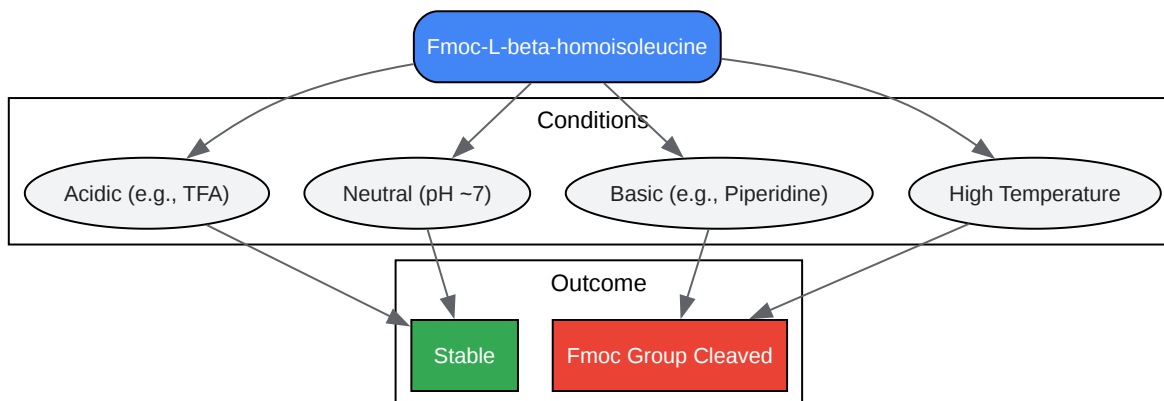 Fmoc-L-beta-homoisoleucine
Conditions
Acidic (e.g., TFA)
Neutral (pH ~7)
Basic (e.g., Piperidine)
High Temperature
Outcome
Stable
Fmoc Group Cleaved